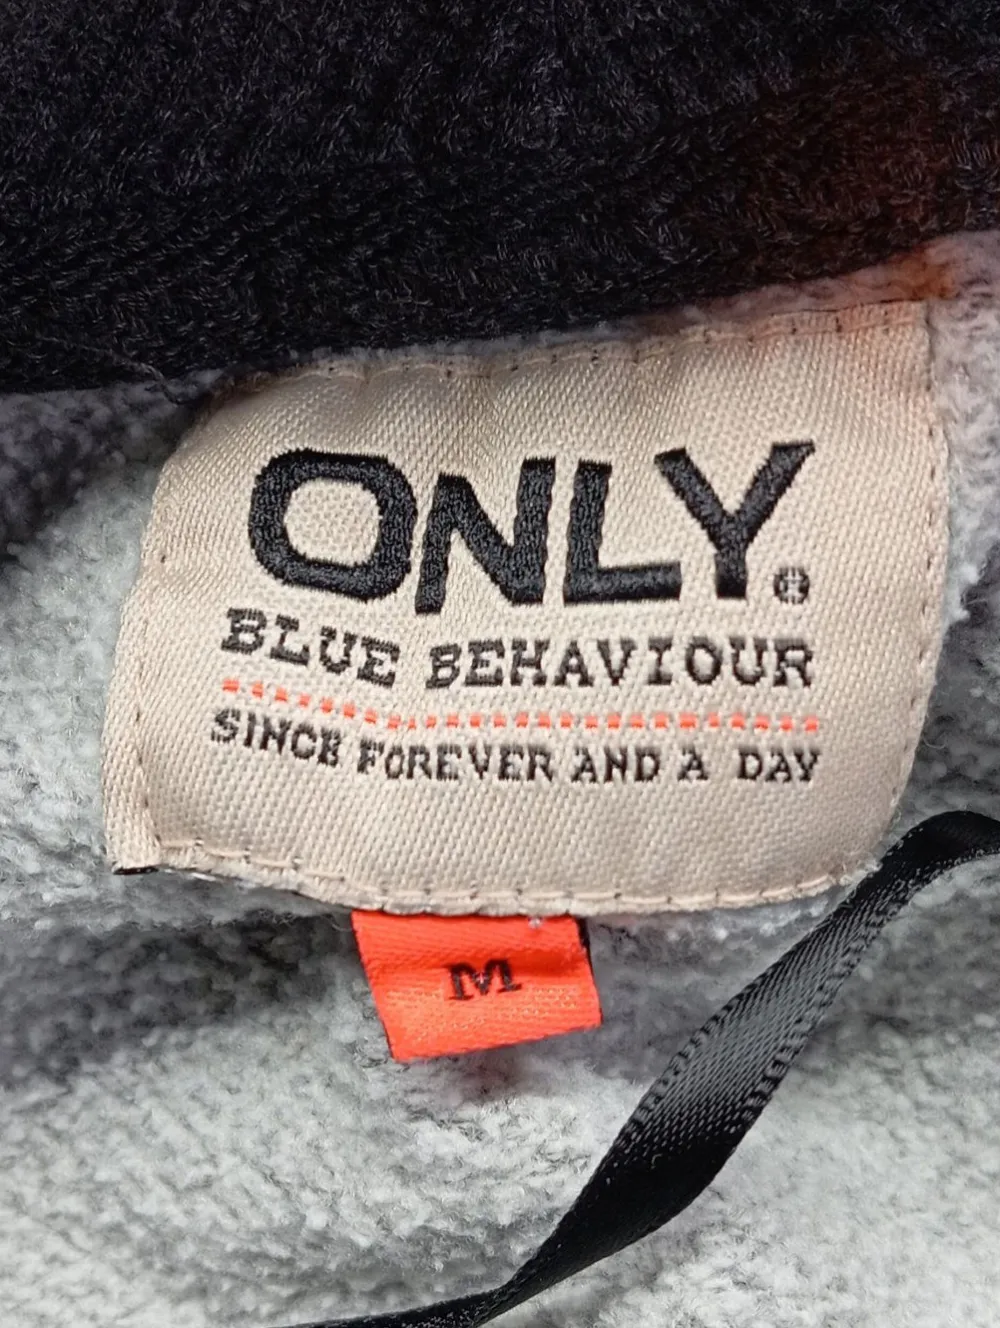 ONLY®
BLUE BEHAVIOUR
SINCE FOREVER AND A DAY
M